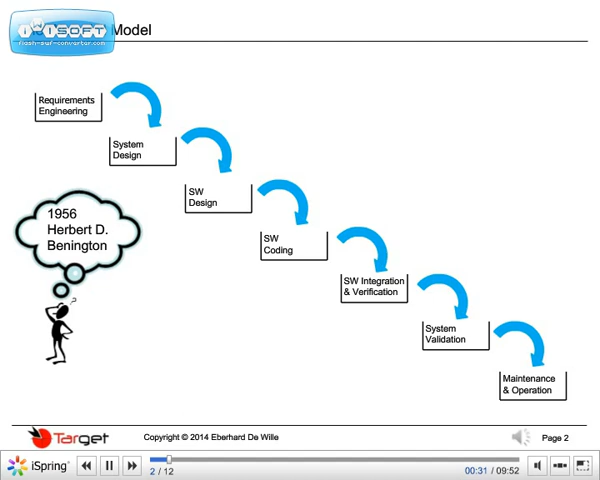 iWiSOFT
flash-swf-converter.com
Model
Requirements
Engineering
System
Design
SW
Design
1956
Herbert D.
Benington
SW
Coding
SW Integration
& Verification
System
Validation
?
Maintenance
& Operation
Target
Copyright © 2014 Eberhard De Wille
Page 2
iSpring
2 / 12
00:31 / 09:52